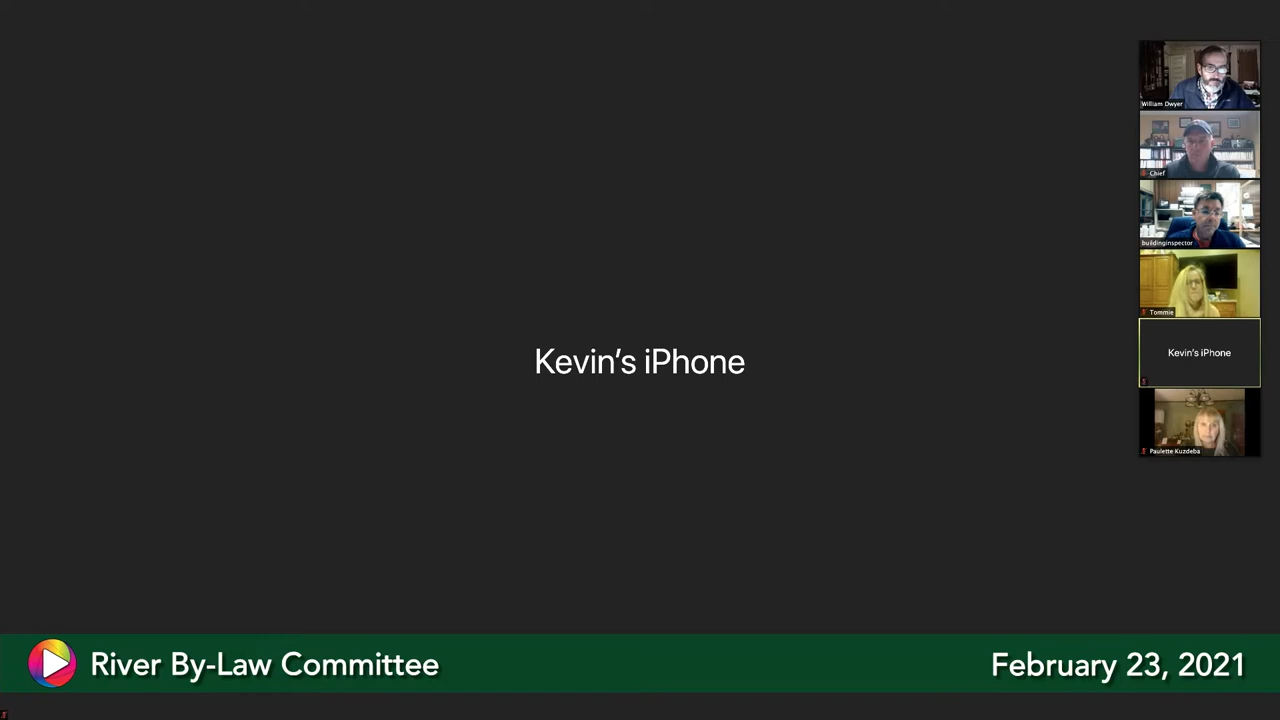 William Dwyer
Chief
buildinginspector
Tommie
Kevin's iPhone
Kevin's iPhone
Paulette Kuzdeba
River By-Law Committee
February 23, 2021